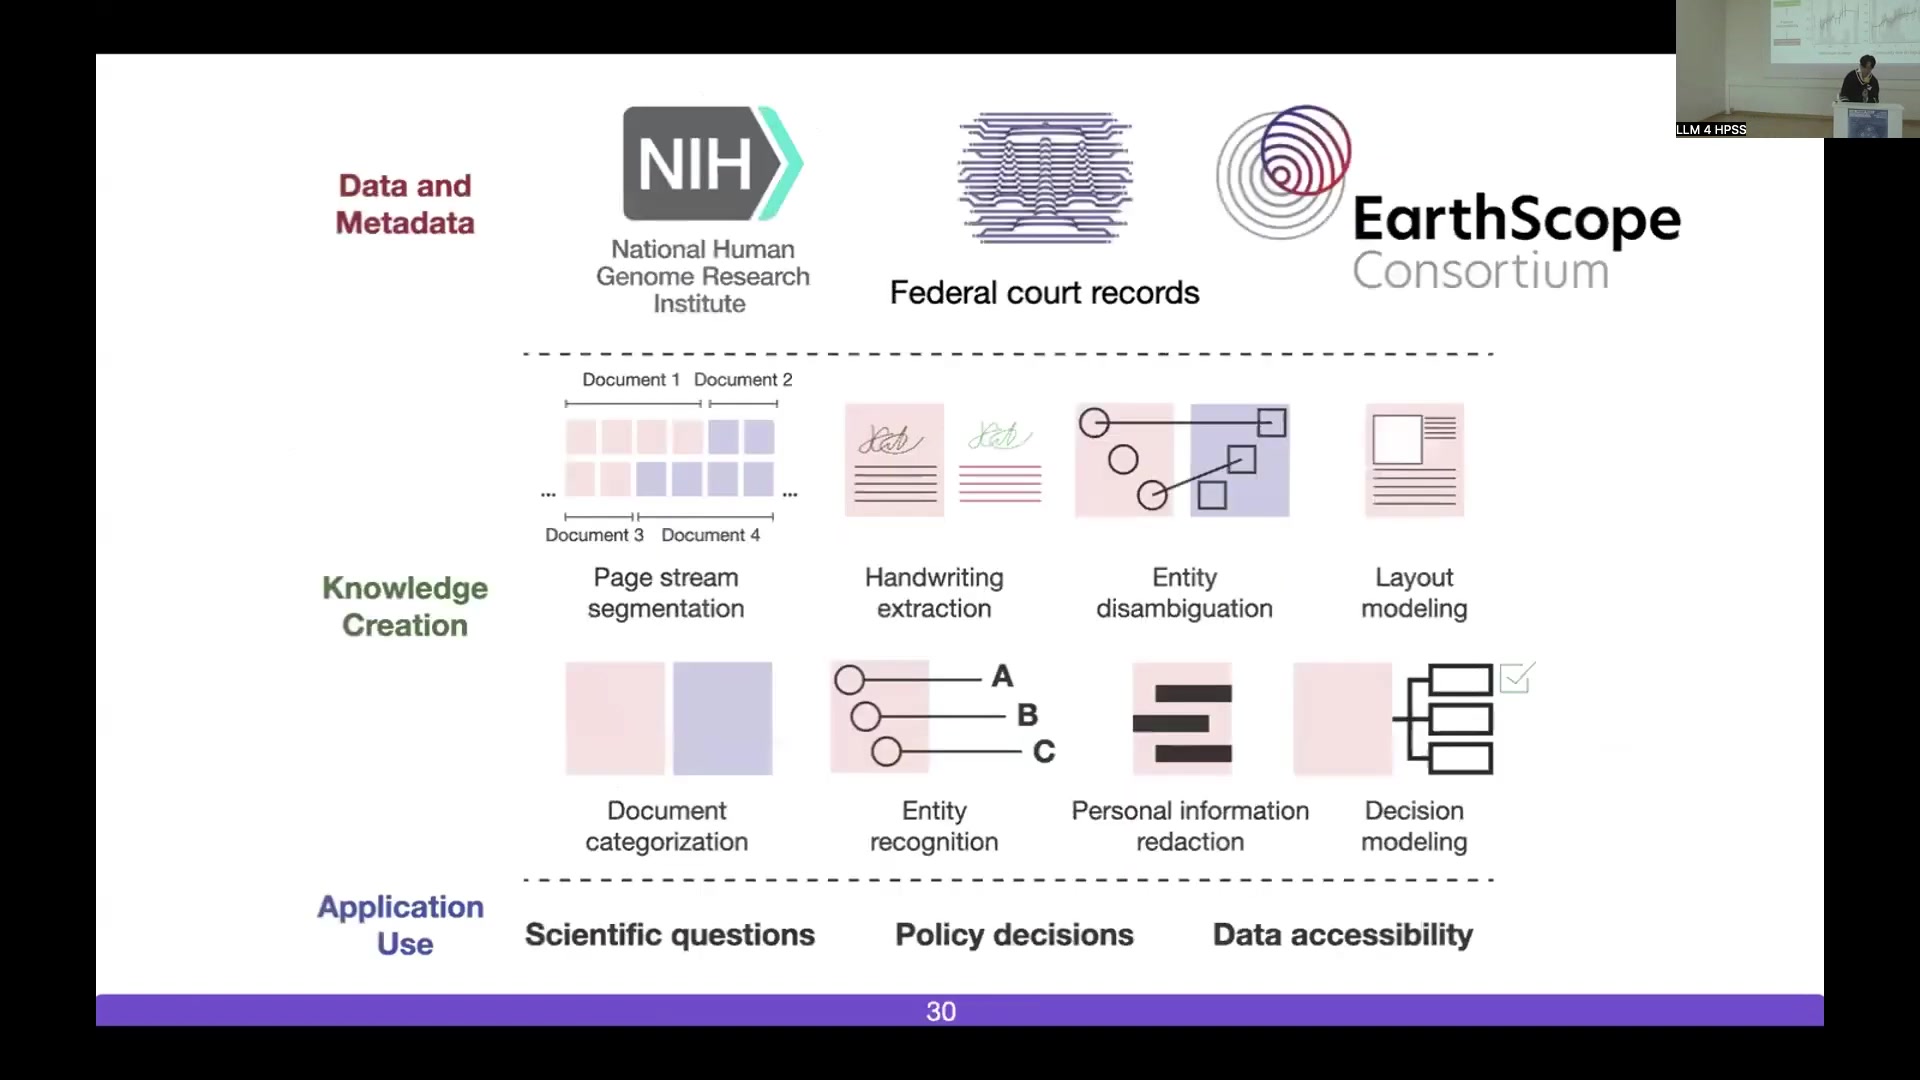 LLM 4 HPSS
Data and
Metadata
NIH
National Human
Genome Research
Institute
Federal court records
EarthScope
Consortium
Document 1 Document 2
...
...
Document 3 Document 4
Knowledge
Creation
Page stream
segmentation
Handwriting
extraction
Entity
disambiguation
Layout
modeling
A
B
C
Document
categorization
Entity
recognition
Personal information
redaction
Decision
modeling
Application
Use
Scientific questions
Policy decisions
Data accessibility
30